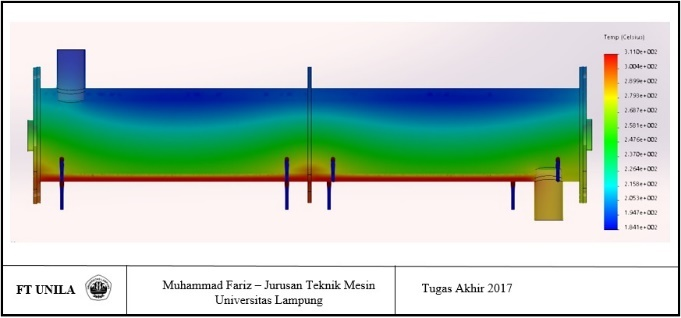 Temp (Celsius)
3.110e+002
3.004e+002
2.899e+002
2.793e+002
2.687e+002
2.581e+002
2.476e+002
2.370e+002
2.264e+002
2.158e+002
2.053e+002
1.947e+002
1.841e+002
FT UNILA
Muhammad Fariz – Jurusan Teknik Mesin
Universitas Lampung
Tugas Akhir 2017